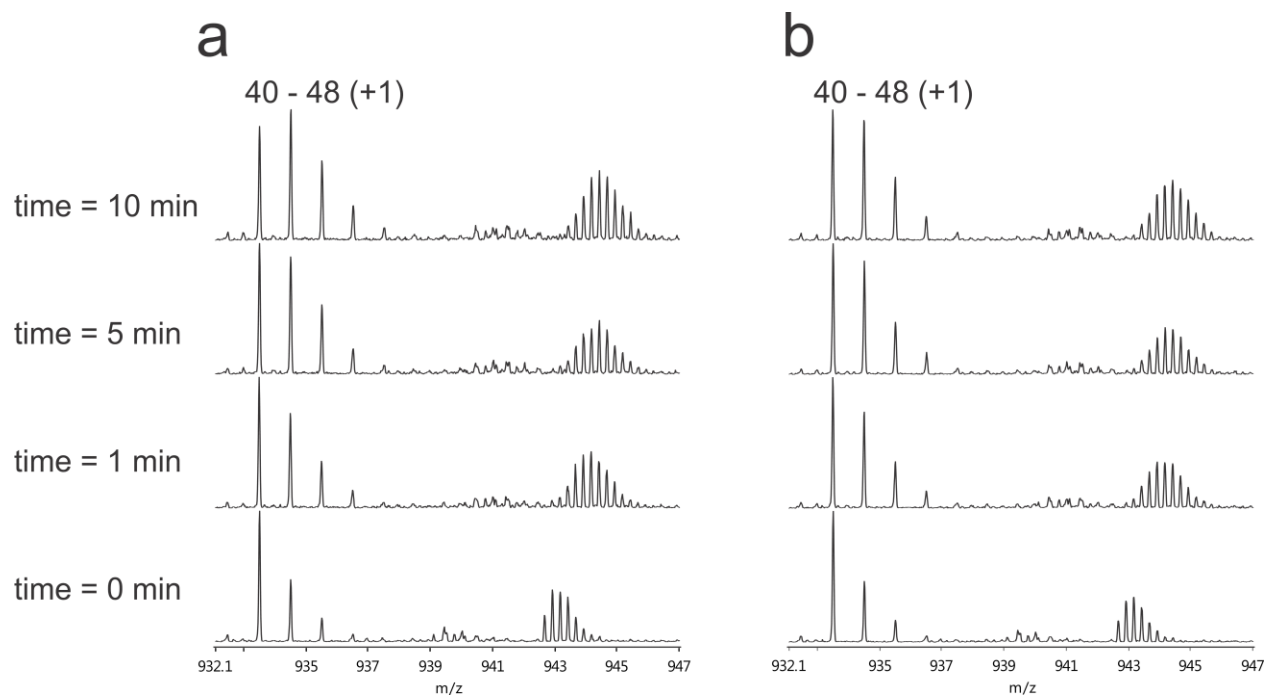 a b
40 - 48 (+1) 40 - 48 (+1)
time = 10 min
time = 5 min
time = 1 min
time = 0 min
932.1 935 937 939 941 943 945 947 932.1 935 937 939 941 943 945 947
m/z m/z